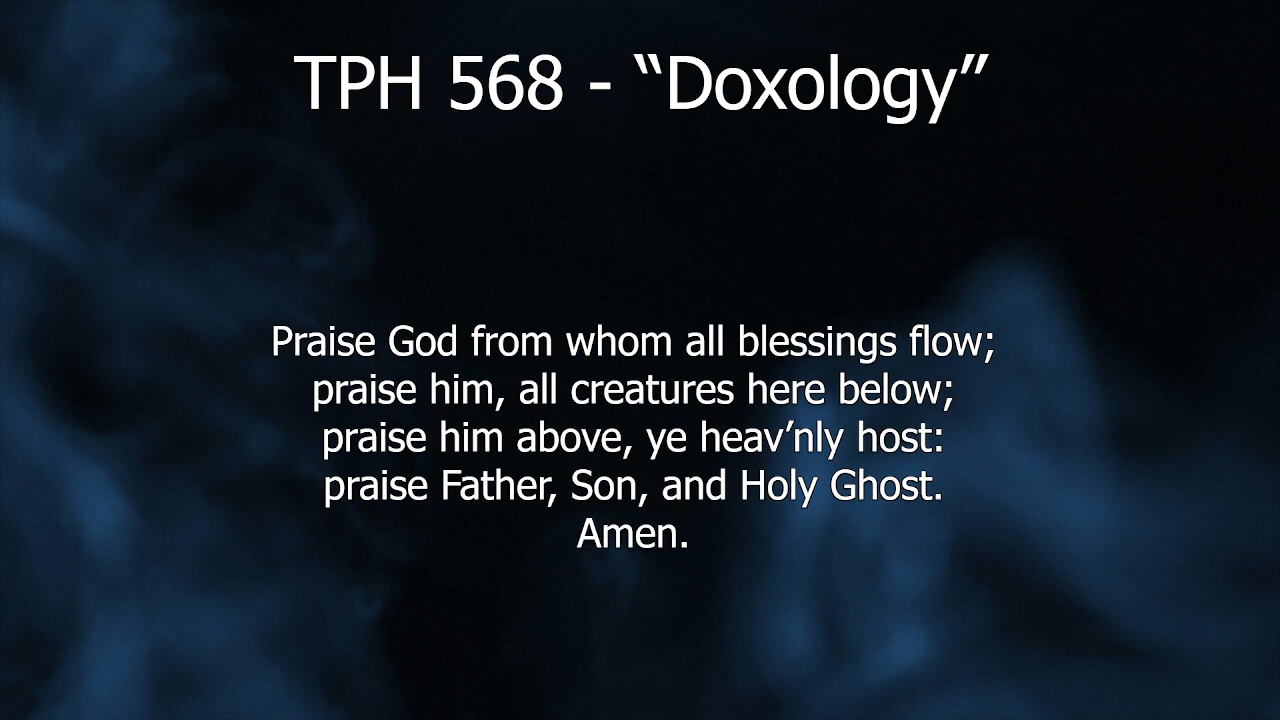 TPH 568 - “Doxology”
Praise God from whom all blessings flow;
praise him, all creatures here below;
praise him above, ye heav’nly host:
praise Father, Son, and Holy Ghost.
Amen.